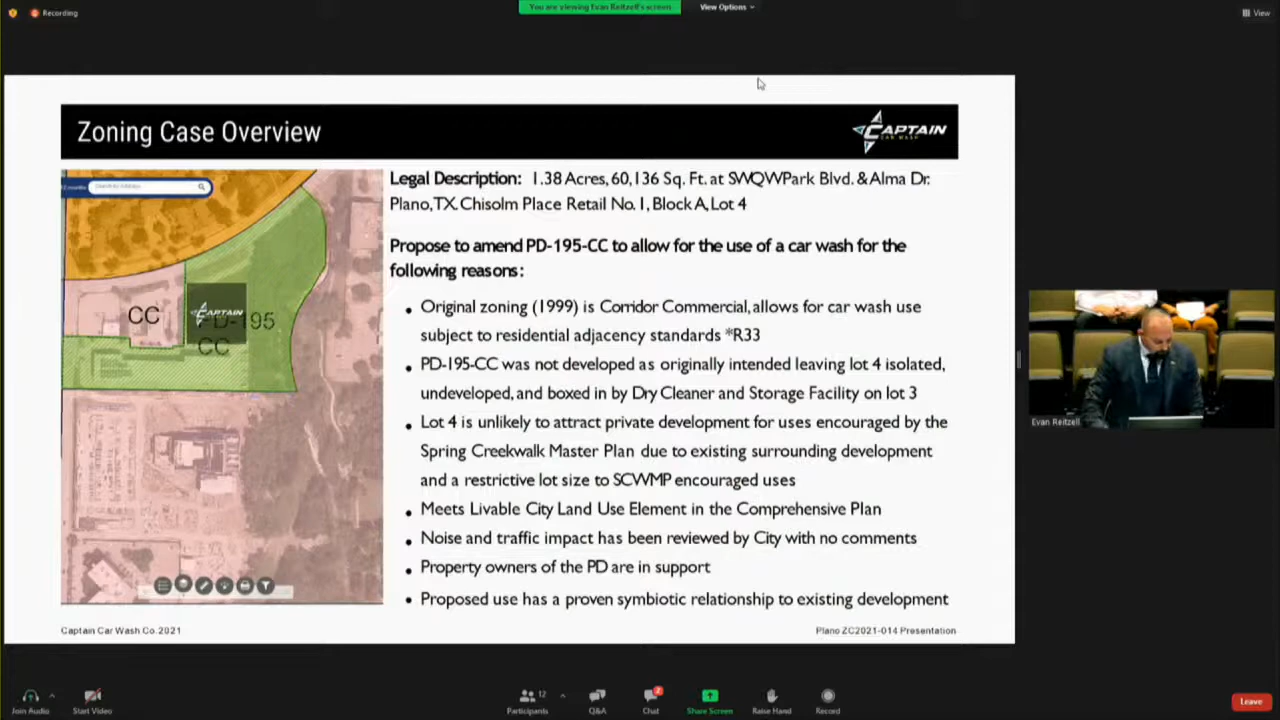 Recording
You are viewing Evan Reitzell's screen
View Options
View
Zoning Case Overview
CAPTAIN
CAR WASH
Legal Description: 1.38 Acres, 60,136 Sq. Ft. at SWQWPark Blvd. & Alma Dr.
Plano, TX. Chisolm Place Retail No. 1, Block A, Lot 4
Propose to amend PD-195-CC to allow for the use of a car wash for the
following reasons:
• Original zoning (1999) is Corridor Commercial, allows for car wash use
subject to residential adjacency standards *R33
• PD-195-CC was not developed as originally intended leaving lot 4 isolated,
undeveloped, and boxed in by Dry Cleaner and Storage Facility on lot 3
• Lot 4 is unlikely to attract private development for uses encouraged by the
Spring Creekwalk Master Plan due to existing surrounding development
and a restrictive lot size to SCWMP encouraged uses
• Meets Livable City Land Use Element in the Comprehensive Plan
• Noise and traffic impact has been reviewed by City with no comments
• Property owners of the PD are in support
• Proposed use has a proven symbiotic relationship to existing development
CC
CAPTAIN
PD-195
CC
Evan Reitzell
Captain Car Wash Co. 2021
Plano ZC2021-014 Presentation
Join Audio
Start Video
12
Participants
Q&A
2
Chat
Share Screen
Raise Hand
Record
Leave